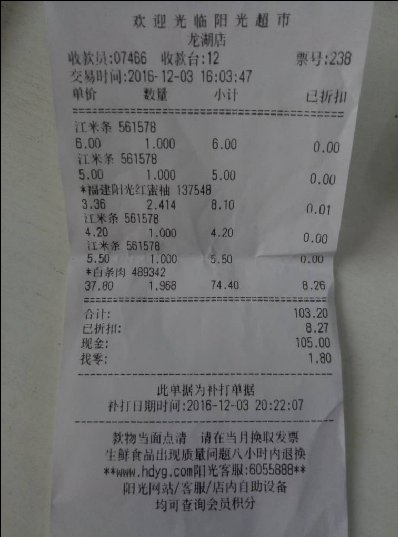 欢迎光临阳光超市
龙湖店
收款员:07466 收款台:12 票号:238
交易时间:2016-12-03 16:03:47
单价 数量 小计 已折扣
江米条 561578
6.00 1.000 6.00 0.00
江米条 561578
5.00 1.000 5.00 0.00
*福建阳光红蜜柚 137548
3.36 2.414 8.10 0.01
江米条 561578
4.20 1.000 4.20 0.00
江米条 561578
5.50 1.000 5.50 0.00
*白条肉 489342
37.80 1.968 74.40 8.26
合计: 103.20
已折扣: 8.27
现金: 105.00
找零: 1.80
此单据为补打单据
补打日期时间:2016-12-03 20:22:07
款物当面点清 请在当月换取发票
生鲜食品出现质量问题八小时内退换
**www.hdyg.com阳光客服:6055888**
阳光网站/客服/店内自助设备
均可查询会员积分